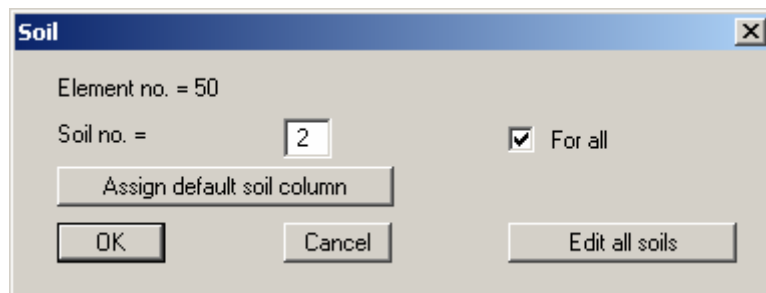 Soil
Element no. = 50
Soil no. = 2 For all
Assign default soil column
OK Cancel Edit all soils